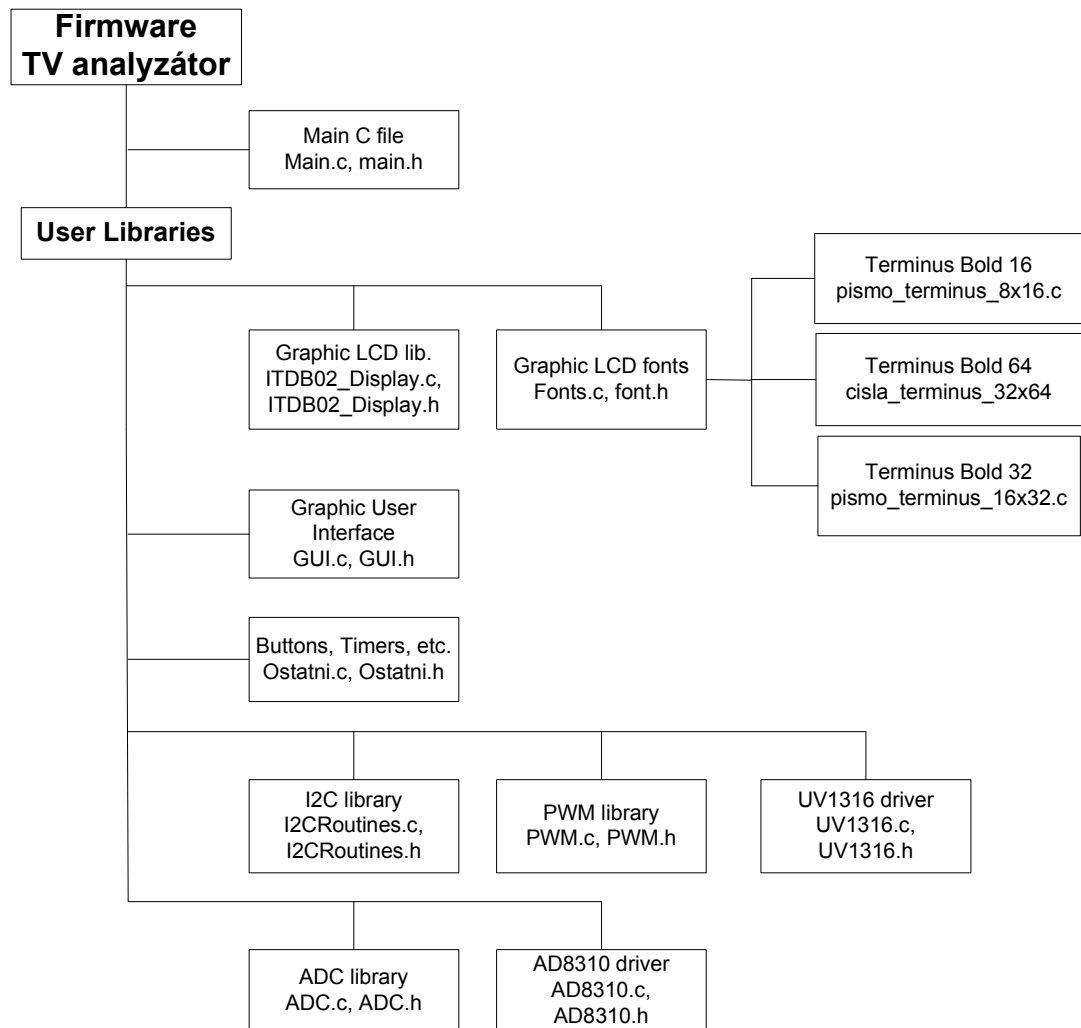 Firmware
TV analyzátor
Main C file
Main.c, main.h
User Libraries
Graphic LCD lib.
ITDB02_Display.c,
ITDB02_Display.h
Graphic LCD fonts
Fonts.c, font.h
Terminus Bold 16
pismo_terminus_8x16.c
Terminus Bold 64
cisla_terminus_32x64
Terminus Bold 32
pismo_terminus_16x32.c
Graphic User
Interface
GUI.c, GUI.h
Buttons, Timers, etc.
Ostatni.c, Ostatni.h
I2C library
I2CRoutines.c,
I2CRoutines.h
PWM library
PWM.c, PWM.h
UV1316 driver
UV1316.c,
UV1316.h
ADC library
ADC.c, ADC.h
AD8310 driver
AD8310.c,
AD8310.h